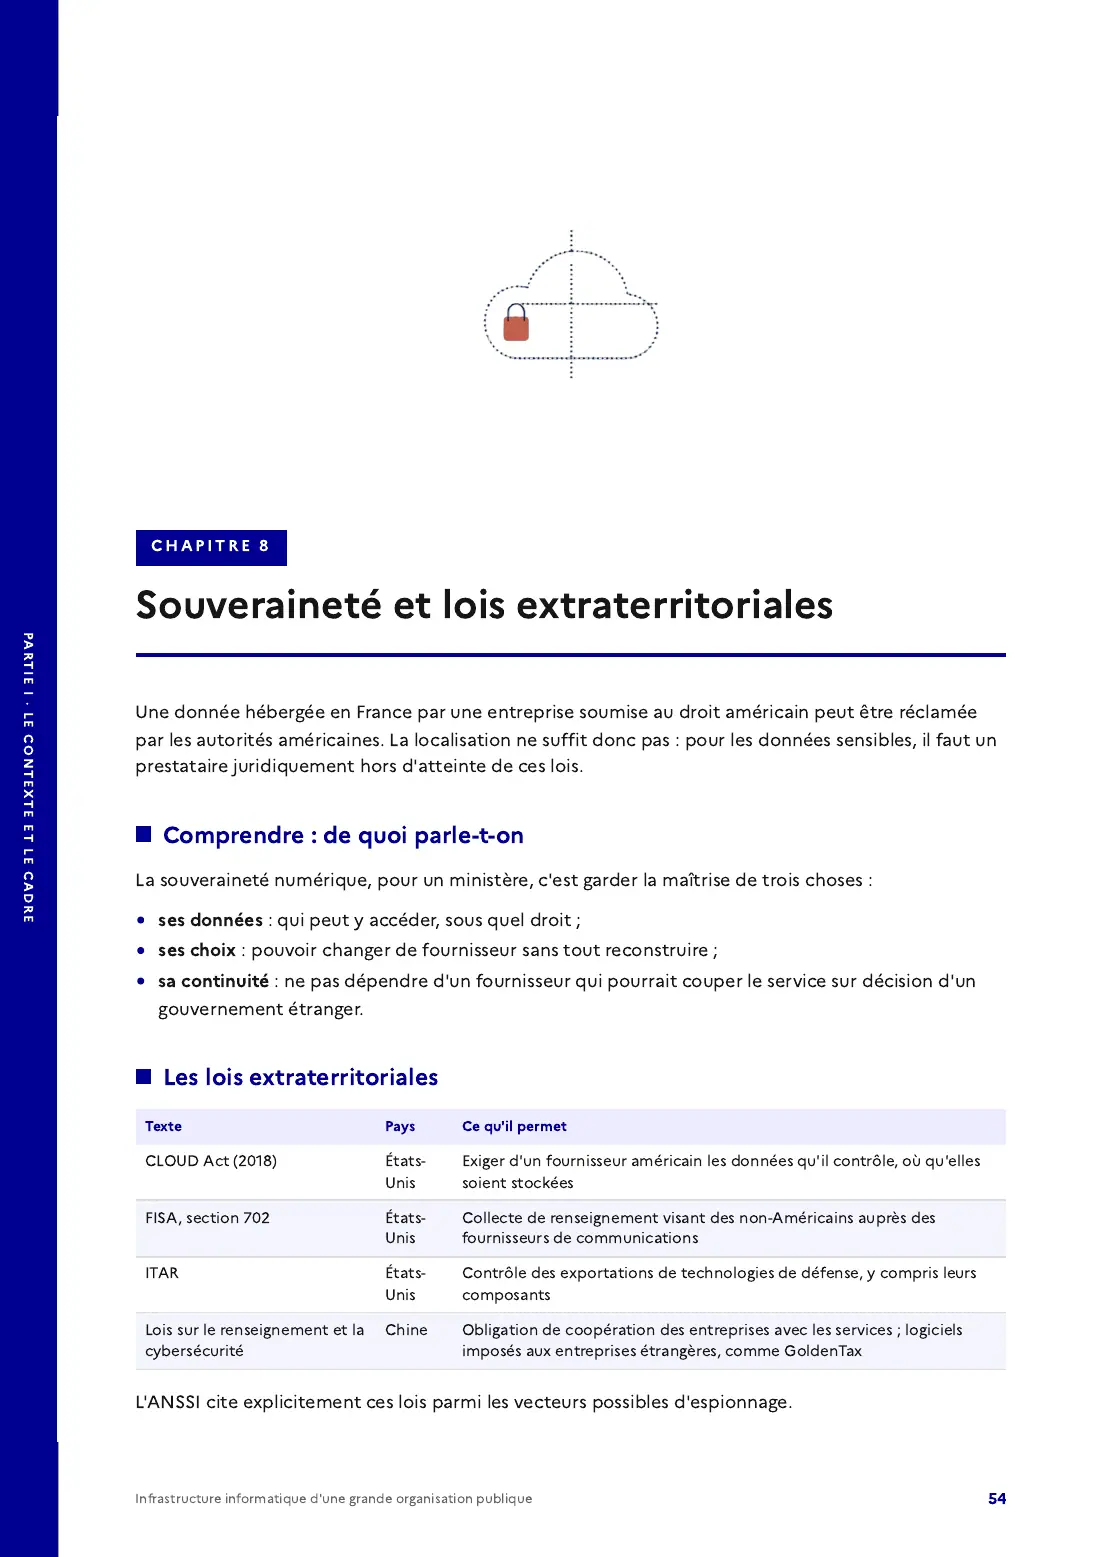 PARTIE I · LE CONTEXTE ET LE CADRE
CHAPITRE 8
Souveraineté et lois extraterritoriales
Une donnée hébergée en France par une entreprise soumise au droit américain peut être réclamée
par les autorités américaines. La localisation ne suffit donc pas : pour les données sensibles, il faut un
prestataire juridiquement hors d'atteinte de ces lois.
Comprendre : de quoi parle-t-on
La souveraineté numérique, pour un ministère, c'est garder la maîtrise de trois choses :
• ses données : qui peut y accéder, sous quel droit ;
• ses choix : pouvoir changer de fournisseur sans tout reconstruire ;
• sa continuité : ne pas dépendre d'un fournisseur qui pourrait couper le service sur décision d'un
gouvernement étranger.
Les lois extraterritoriales
Texte Pays Ce qu'il permet
CLOUD Act (2018) États- Exiger d'un fournisseur américain les données qu'il contrôle, où qu'elles
Unis soient stockées
FISA, section 702 États- Collecte de renseignement visant des non-Américains auprès des
Unis fournisseurs de communications
ITAR États- Contrôle des exportations de technologies de défense, y compris leurs
Unis composants
Lois sur le renseignement et la Chine Obligation de coopération des entreprises avec les services ; logiciels
cybersécurité imposés aux entreprises étrangères, comme GoldenTax
L'ANSSI cite explicitement ces lois parmi les vecteurs possibles d'espionnage.
Infrastructure informatique d'une grande organisation publique 54